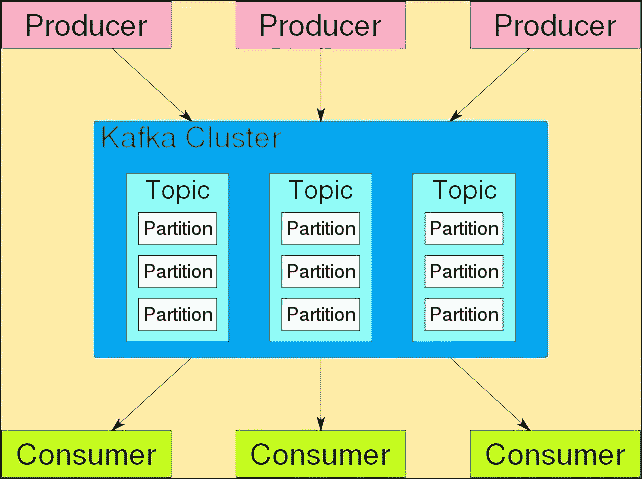 Producer Producer Producer
Kafka Cluster
Topic Topic Topic
Partition Partition Partition
Partition Partition Partition
Partition Partition Partition
Consumer Consumer Consumer